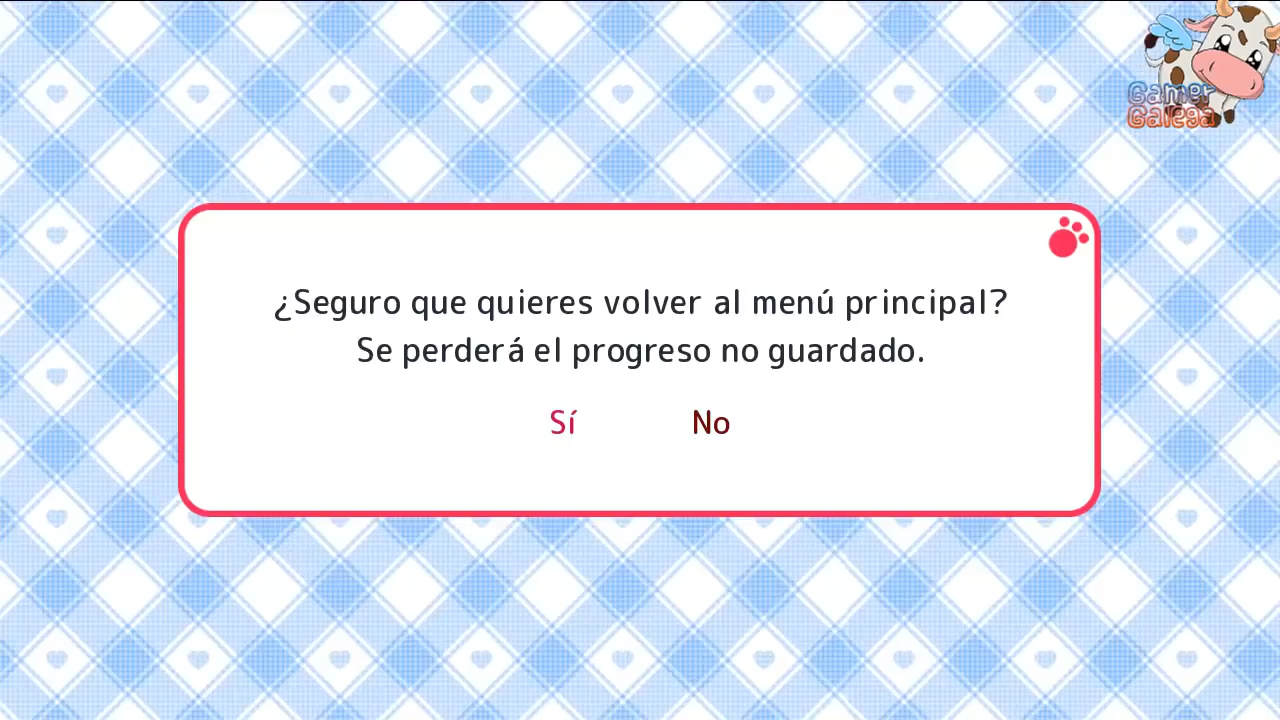 Gamer
Galega
¿Seguro que quieres volver al menú principal?
Se perderá el progreso no guardado.
Sí No